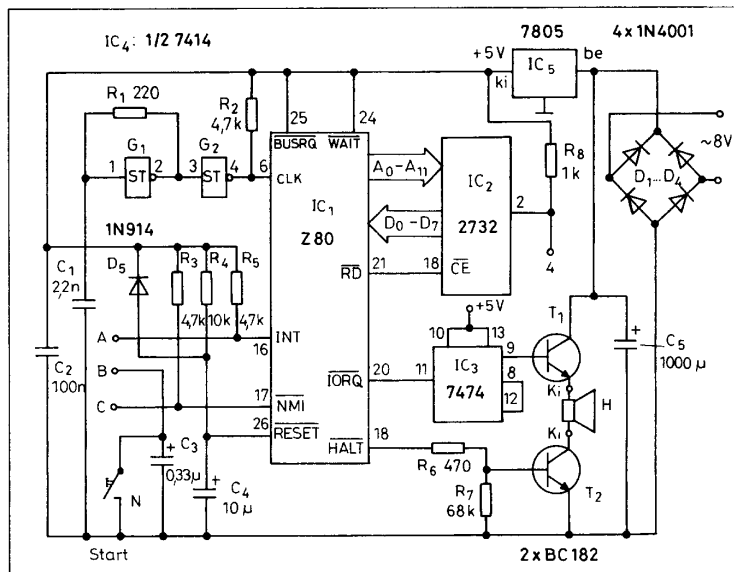 IC4: 1/2 7414
7805
4 x 1N4001
+5V
be
ki
IC5
R1 220
R2
4,7k
25
24
~8V
BUSRQ
WAIT
G1
G2
1
ST
2
3
ST
4
6
CLK
A0-A11
R8
1k
D1...D4
IC1
Z 80
IC2
2732
2
D0-D7
1N914
R3
R4
R5
RD
21
18
CE
4
C1
2,2n
D5
4,7k
10k
4,7k
+5V
T1
A
INT
16
10
13
+
C5
1000 µ
C2
100n
B
IC3
7474
9
8
12
Ki
H
Ki
IORQ
20
11
C
17
NMI
26
RESET
HALT
18
+
C3
0,33µ
R6 470
N
+
C4
10 µ
R7
68k
T2
Start
2 x BC 182